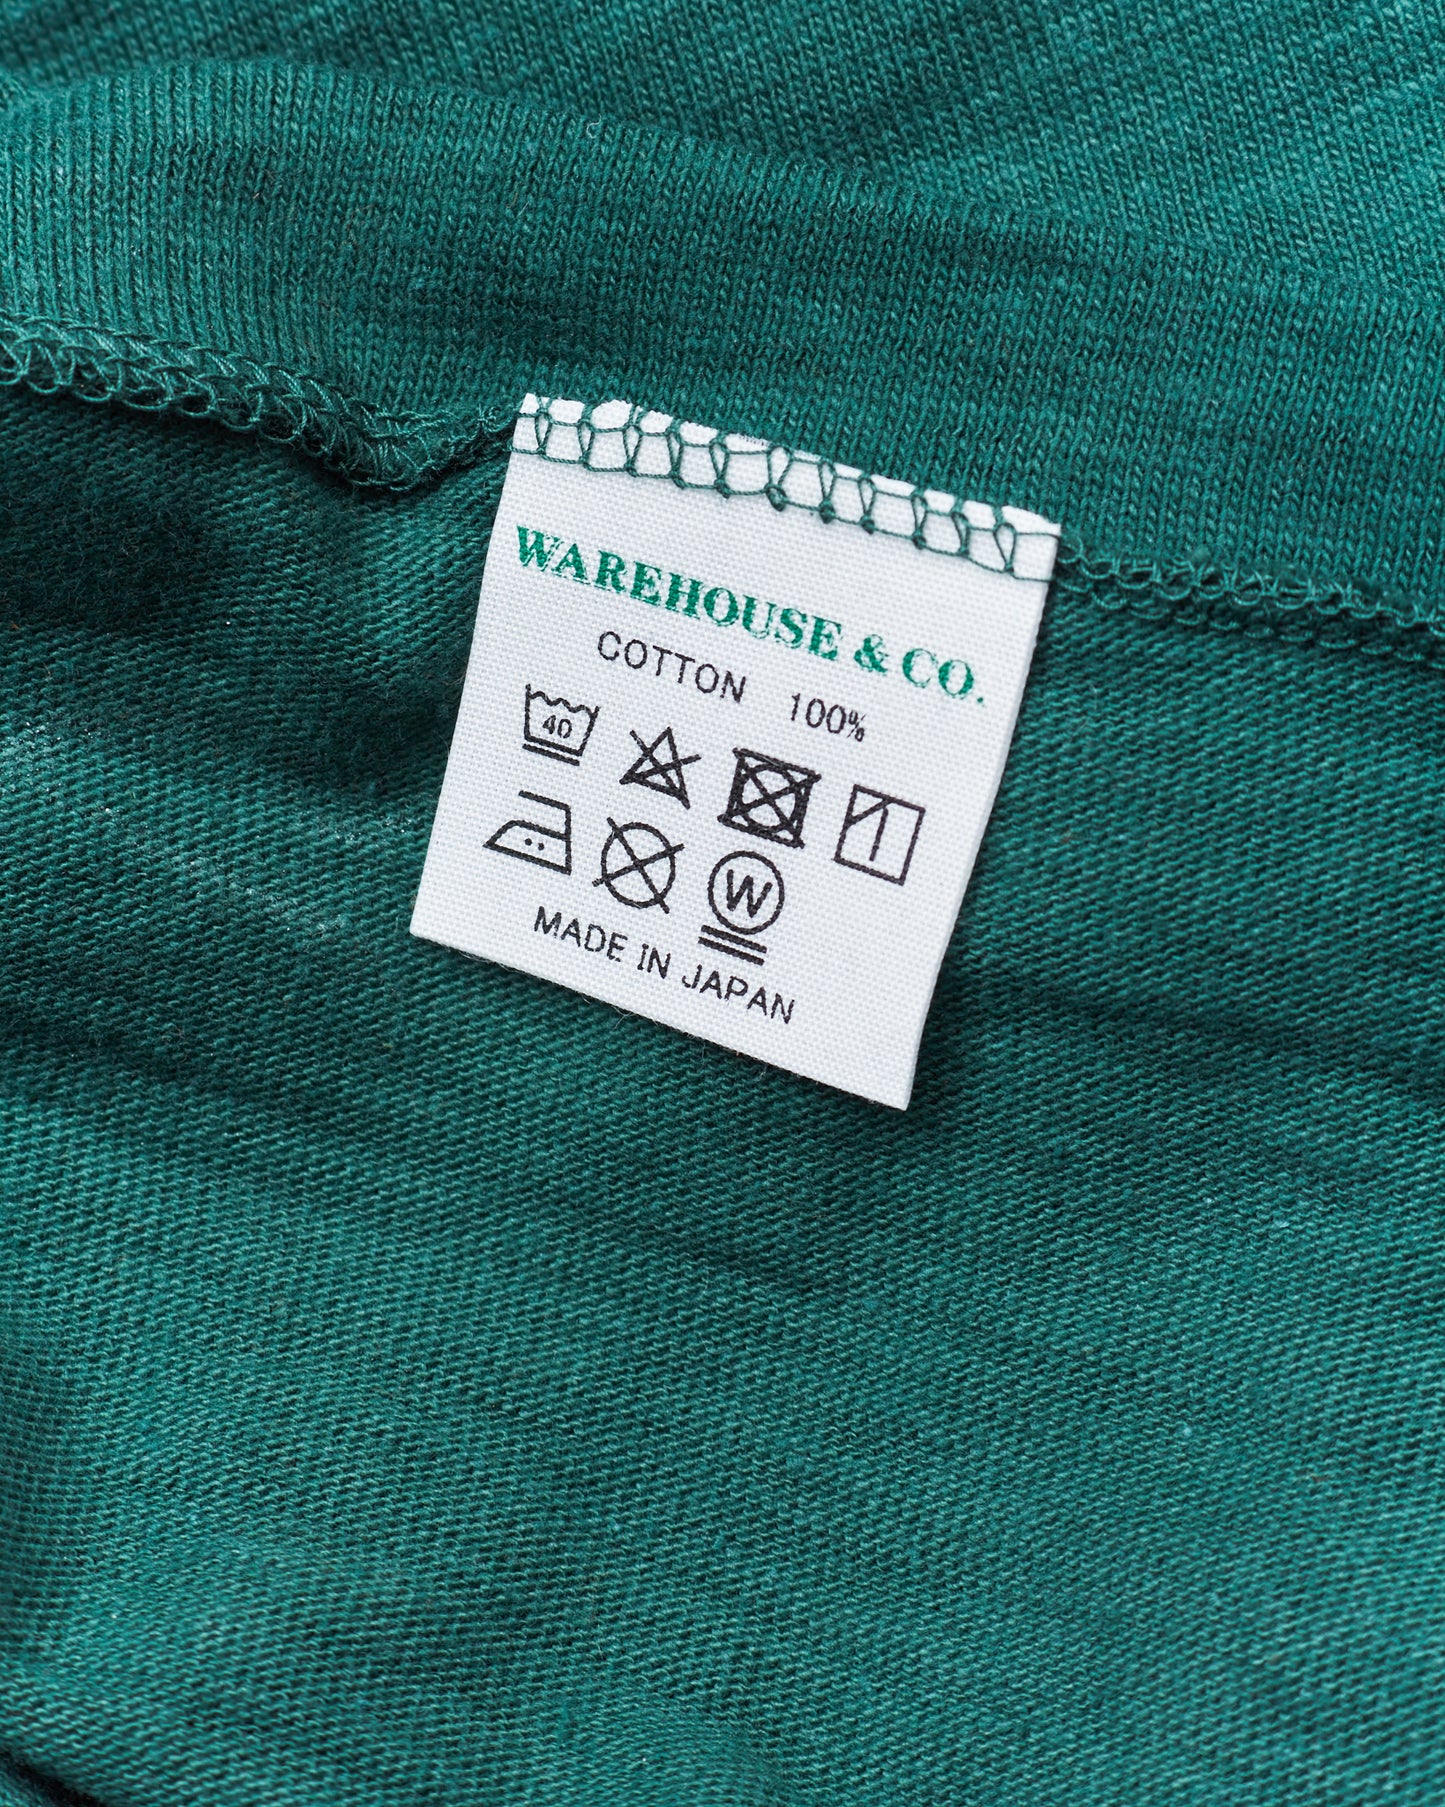 WAREHOUSE & CO.
COTTON 100%
40
W
MADE IN JAPAN